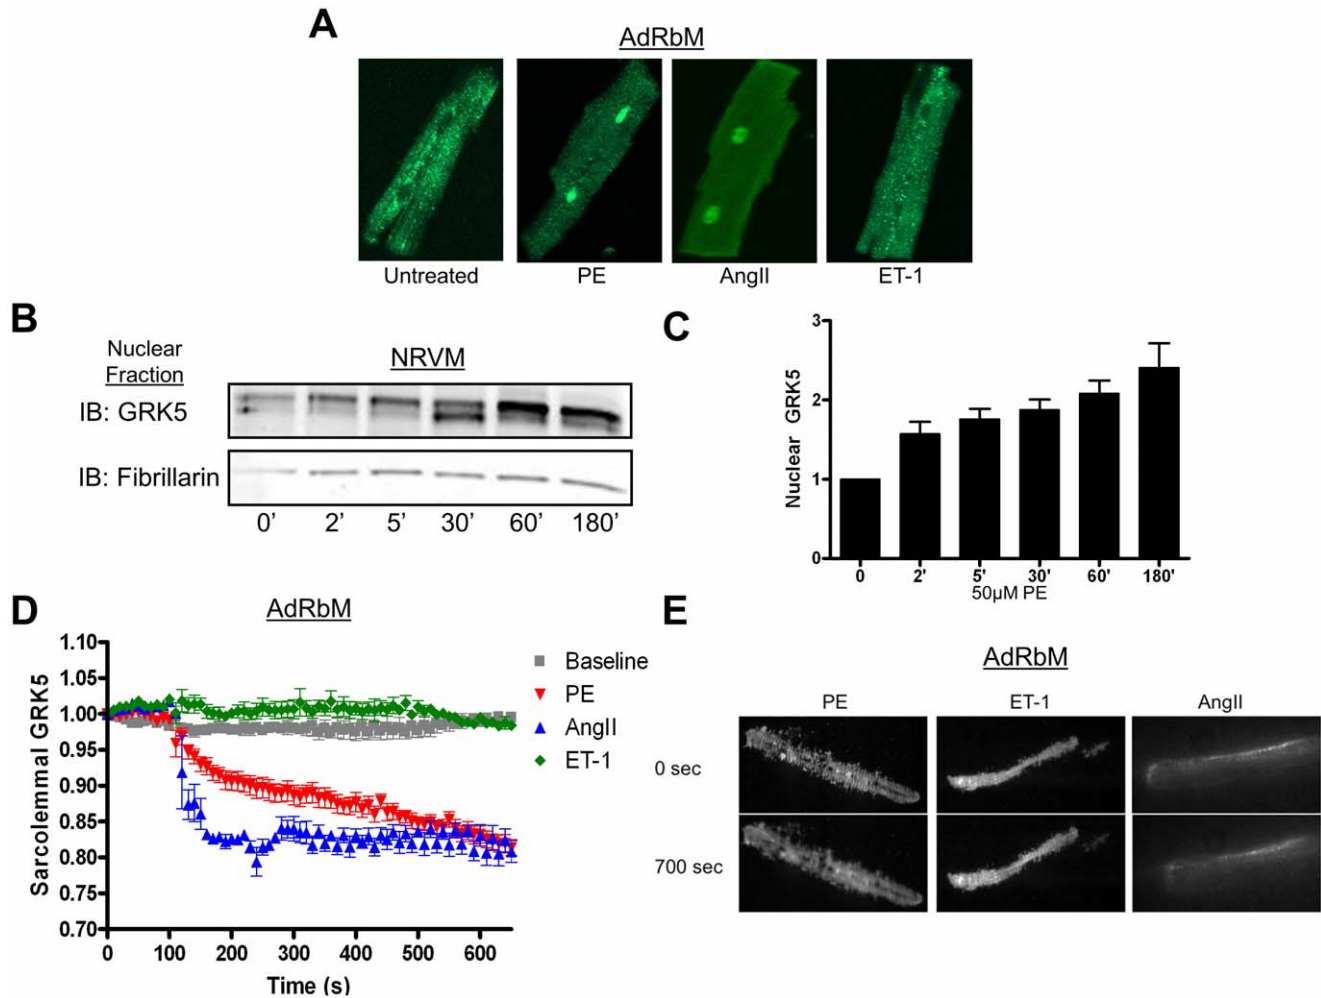 A
AdRbM
Untreated
PE
AngII
ET-1
B
Nuclear
Fraction
NRVM
IB: GRK5
IB: Fibrillarin
0’
2’
5’
30’
60’
180’
C
Nuclear GRK5
3
2
1
0
0
2'
5'
30'
60'
180'
50μM PE
D
AdRbM
Sarcolemmal GRK5
1.10
1.05
1.00
0.95
0.90
0.85
0.80
0.75
0.70
0
100
200
300
400
500
600
Time (s)
Baseline
PE
AngII
ET-1
E
AdRbM
PE
ET-1
AngII
0 sec
700 sec